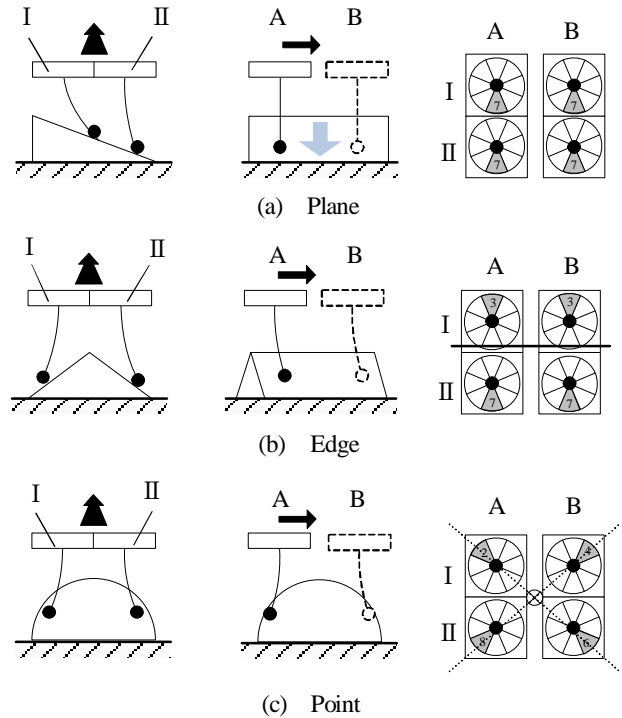 I II A B A B
I 7 7
II 7 7
(a) Plane
I II A B A B
I 3 3
II 7 7
(b) Edge
I II A B A B
I 2 4
II 8 6
(c) Point